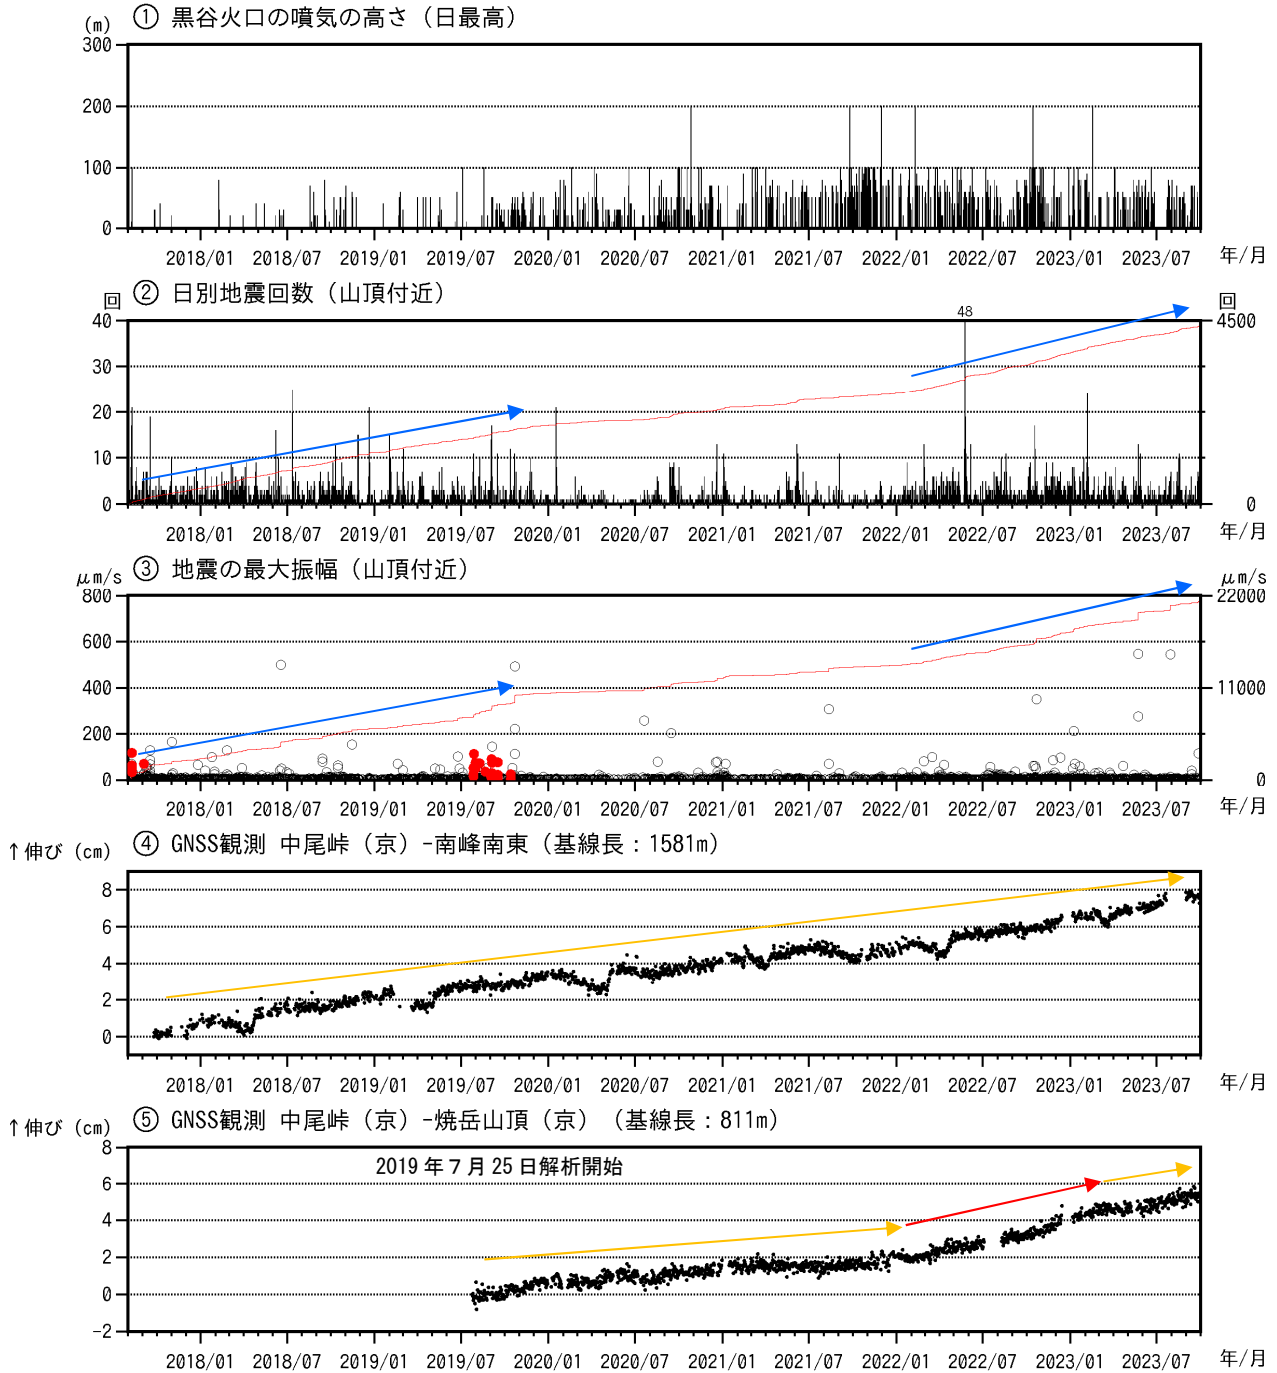 ① 黒谷火口の噴気の高さ（日最高）
(m)
300
200
100
0
2018/01 2018/07 2019/01 2019/07 2020/01 2020/07 2021/01 2021/07 2022/01 2022/07 2023/01 2023/07 年/月
② 日別地震回数（山頂付近）
回 回
48
40 4500
30
20
10
0 0
2018/01 2018/07 2019/01 2019/07 2020/01 2020/07 2021/01 2021/07 2022/01 2022/07 2023/01 2023/07 年/月
③ 地震の最大振幅（山頂付近）
μm/s μm/s
800 22000
600
400 11000
200
0 0
2018/01 2018/07 2019/01 2019/07 2020/01 2020/07 2021/01 2021/07 2022/01 2022/07 2023/01 2023/07 年/月
④ GNSS観測 中尾峠（京）-南峰南東（基線長：1581m）
↑伸び（cm）
8
6
4
2
0
2018/01 2018/07 2019/01 2019/07 2020/01 2020/07 2021/01 2021/07 2022/01 2022/07 2023/01 2023/07 年/月
⑤ GNSS観測 中尾峠（京）-焼岳山頂（京）（基線長：811m）
↑伸び（cm）
8
2019年7月25日解析開始
6
4
2
0
-2
2018/01 2018/07 2019/01 2019/07 2020/01 2020/07 2021/01 2021/07 2022/01 2022/07 2023/01 2023/07 年/月